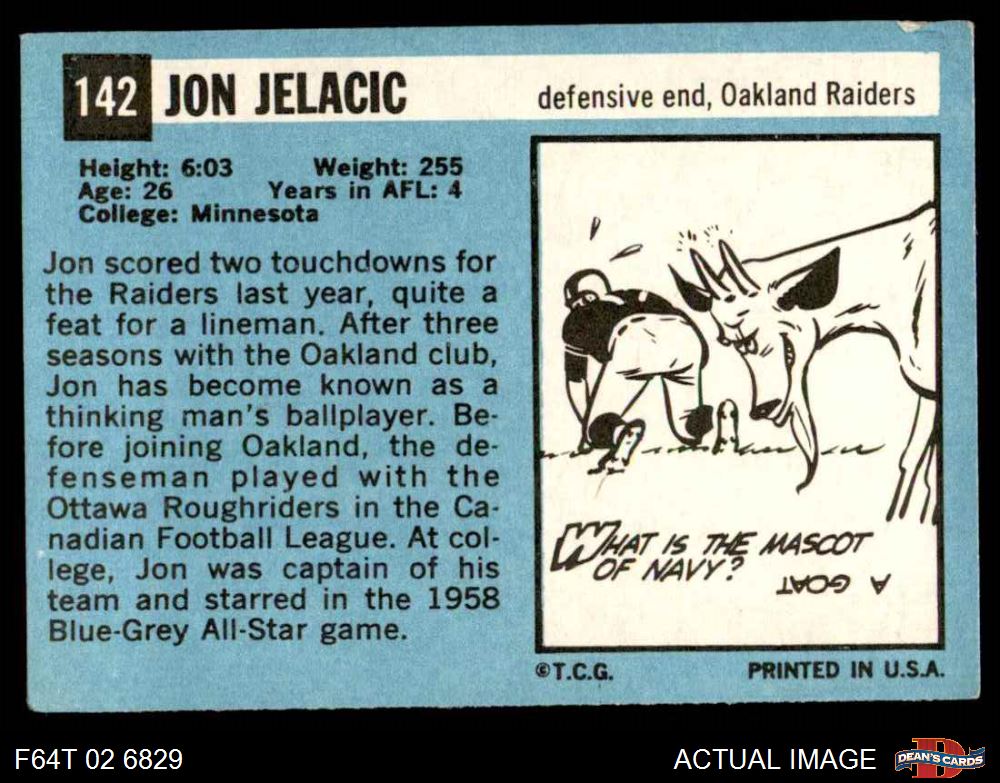 142 JON JELACIC
defensive end, Oakland Raiders
Height: 6:03 Weight: 255
Age: 26 Years in AFL: 4
College: Minnesota
Jon scored two touchdowns for
the Raiders last year, quite a
feat for a lineman. After three
seasons with the Oakland club,
Jon has become known as a
thinking man's ballplayer. Be-
fore joining Oakland, the de-
fenseman played with the
Ottawa Roughriders in the Ca-
nadian Football League. At col-
lege, Jon was captain of his
team and starred in the 1958
Blue-Grey All-Star game.
WHAT IS THE MASCOT
OF NAVY?
A GOAT
©T.C.G.
PRINTED IN U.S.A.
F64T 02 6829
ACTUAL IMAGE
D
DEAN'S CARDS